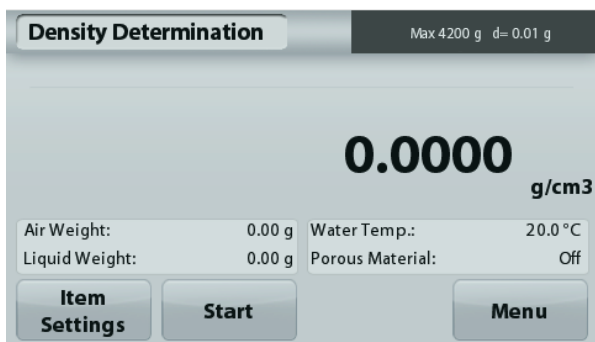 Density Determination
Max 4200 g d= 0.01 g
0.0000
g/cm3
Air Weight: 0.00 g
Liquid Weight: 0.00 g
Water Temp.: 20.0 °C
Porous Material: Off
Item
Settings
Start
Menu